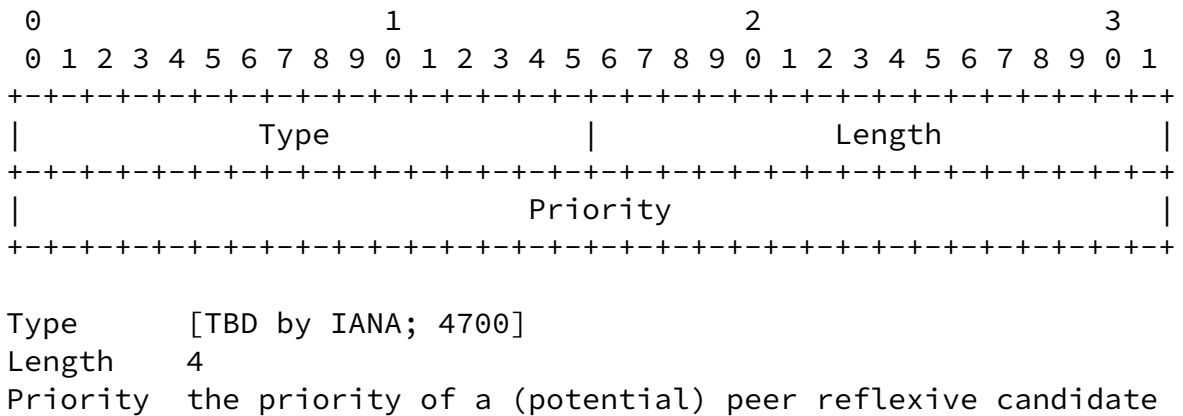 0                   1                   2                   3
 0 1 2 3 4 5 6 7 8 9 0 1 2 3 4 5 6 7 8 9 0 1 2 3 4 5 6 7 8 9 0 1
+-+-+-+-+-+-+-+-+-+-+-+-+-+-+-+-+-+-+-+-+-+-+-+-+-+-+-+-+-+-+-+-+
|             Type              |             Length            |
+-+-+-+-+-+-+-+-+-+-+-+-+-+-+-+-+-+-+-+-+-+-+-+-+-+-+-+-+-+-+-+-+
|                            Priority                           |
+-+-+-+-+-+-+-+-+-+-+-+-+-+-+-+-+-+-+-+-+-+-+-+-+-+-+-+-+-+-+-+-+
Type      [TBD by IANA; 4700]
Length    4
Priority  the priority of a (potential) peer reflexive candidate